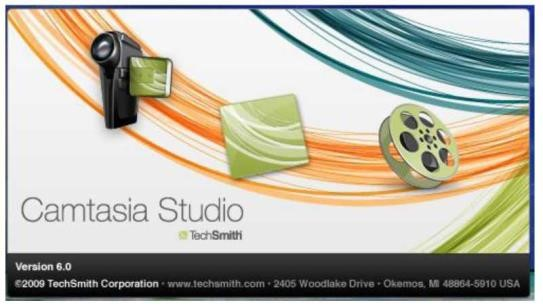 Camtasia Studio
TechSmith
Version 6.0
©2009 TechSmith Corporation • www.techsmith.com • 2405 Woodlake Drive • Okemos, MI 48864-5910 USA